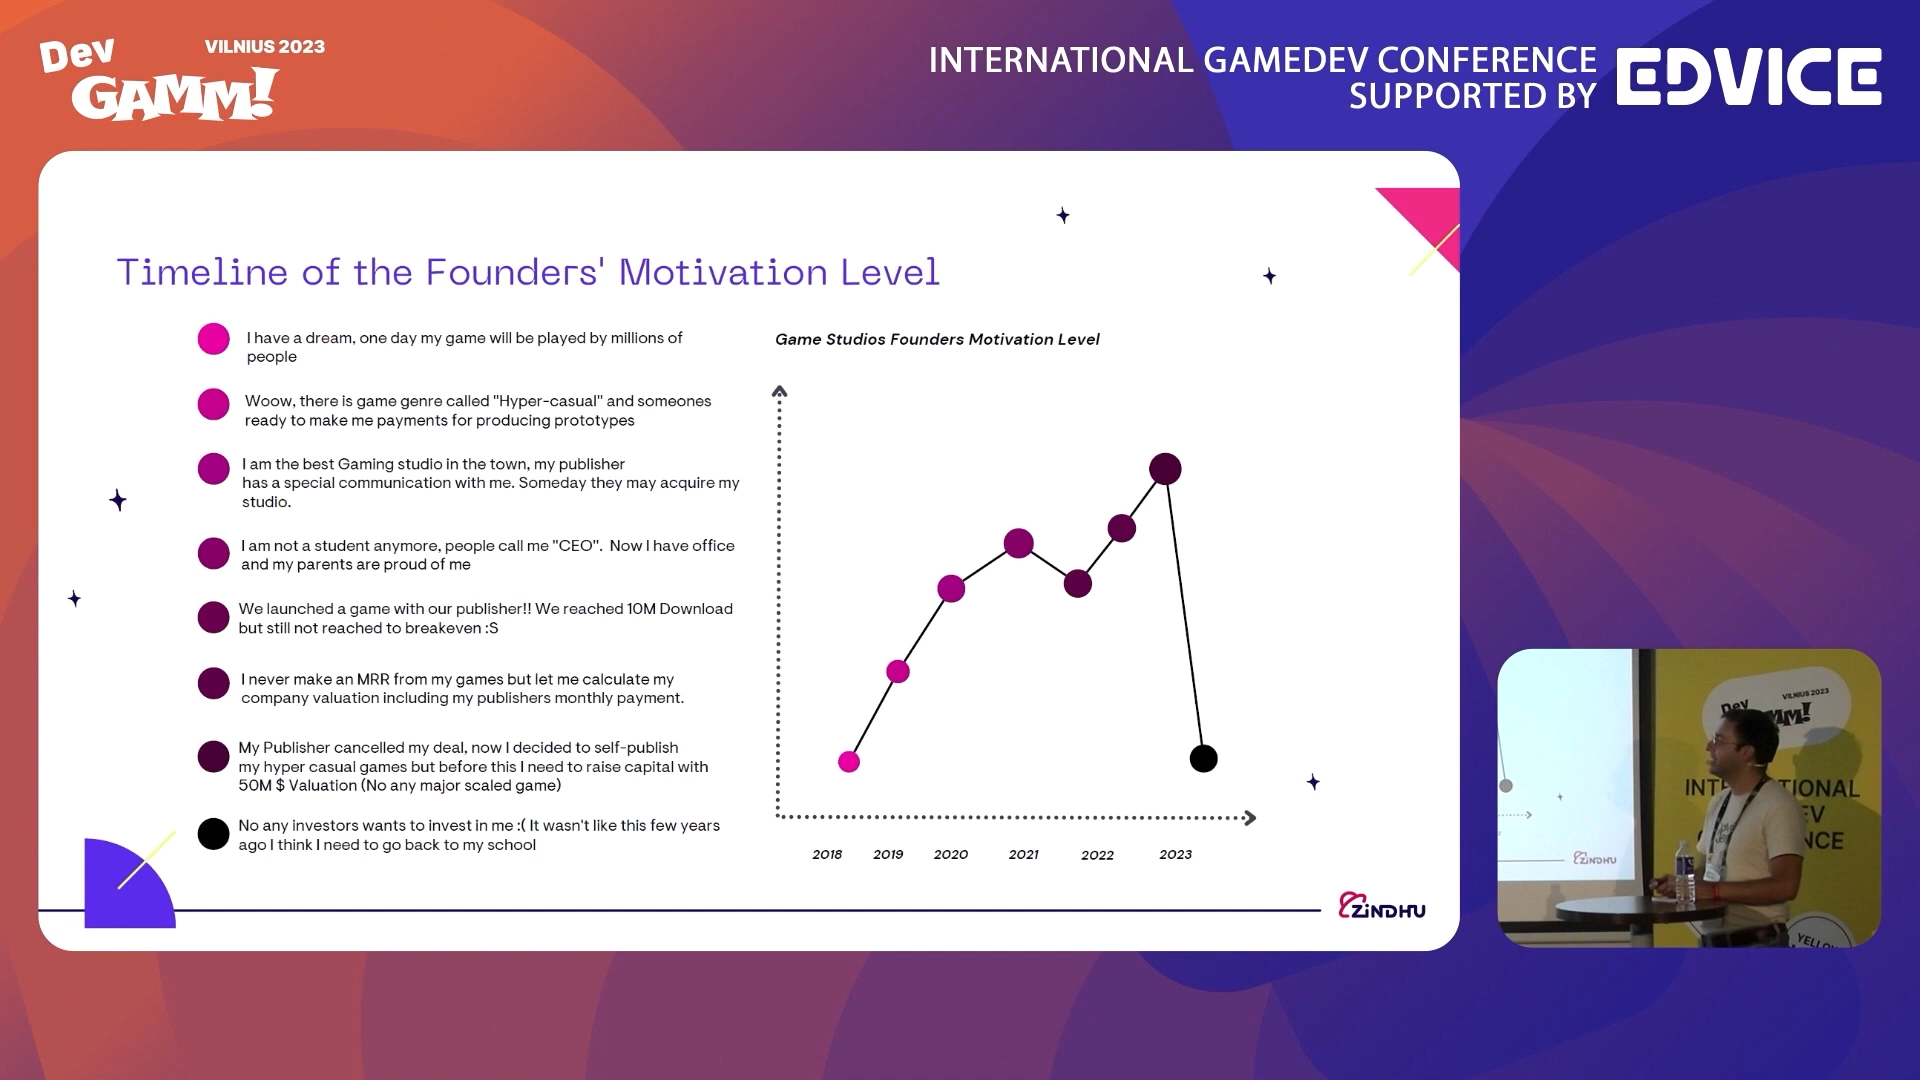 Dev
GAMM!
VILNIUS 2023
INTERNATIONAL GAMEDEV CONFERENCE
SUPPORTED BY
EDVICE
Timeline of the Founders' Motivation Level
I have a dream, one day my game will be played by millions of
people
Woow, there is game genre called "Hyper-casual" and someones
ready to make me payments for producing prototypes
I am the best Gaming studio in the town, my publisher
has a special communication with me. Someday they may acquire my
studio.
I am not a student anymore, people call me "CEO".  Now I have office
and my parents are proud of me
We launched a game with our publisher!! We reached 10M Download
but still not reached to breakeven :S
I never make an MRR from my games but let me calculate my
company valuation including my publishers monthly payment.
My Publisher cancelled my deal, now I decided to self-publish
my hyper casual games but before this I need to raise capital with
50M $ Valuation (No any major scaled game)
No any investors wants to invest in me :( It wasn't like this few years
ago I think I need to go back to my school
Game Studios Founders Motivation Level
2018 2019 2020 2021 2022 2023
ZINDHU
VILNIUS 2023
Dev
ZINDHU